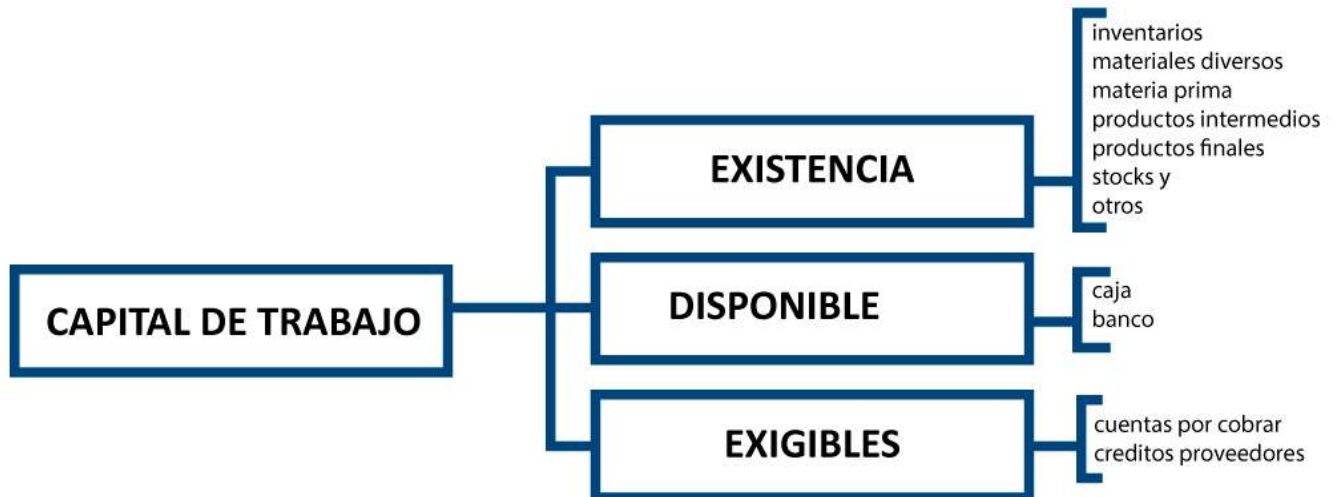 CAPITAL DE TRABAJO
EXISTENCIA
inventarios
materiales diversos
materia prima
productos intermedios
productos finales
stocks y
otros
DISPONIBLE
caja
banco
EXIGIBLES
cuentas por cobrar
creditos proveedores